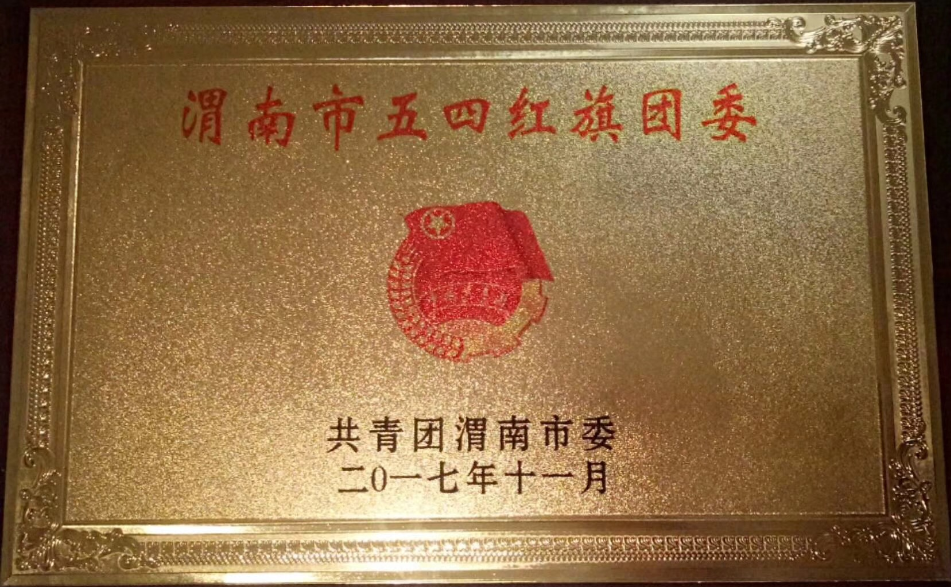 渭南市五四红旗团委
共青团渭南市委
二0一七年十一月